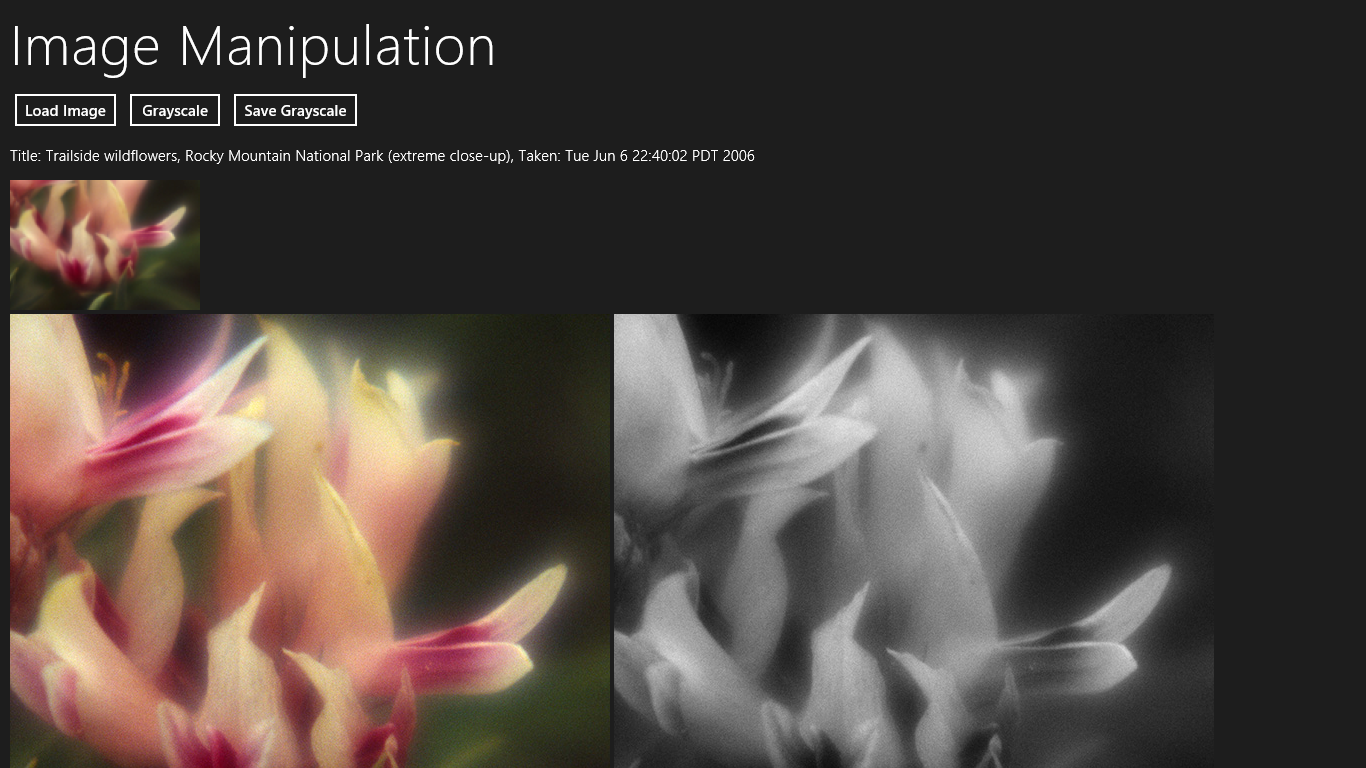 Image Manipulation
Load Image Grayscale Save Grayscale
Title: Trailside wildflowers, Rocky Mountain National Park (extreme close-up), Taken: Tue Jun 6 22:40:02 PDT 2006